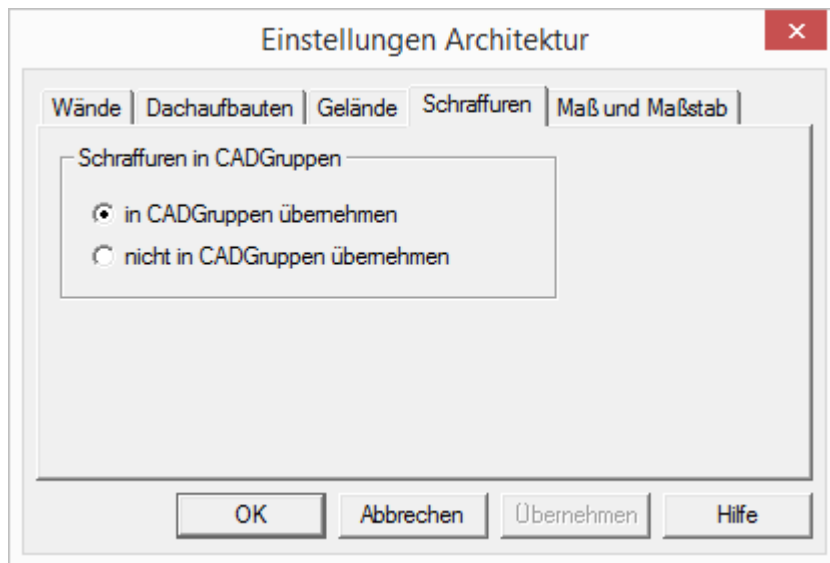 Einstellungen Architektur
Wände Dachaufbauten Gelände Schraffuren Maß und Maßstab
Schraffuren in CADGruppen
in CADGruppen übernehmen
nicht in CADGruppen übernehmen
OK Abbrechen Übernehmen Hilfe